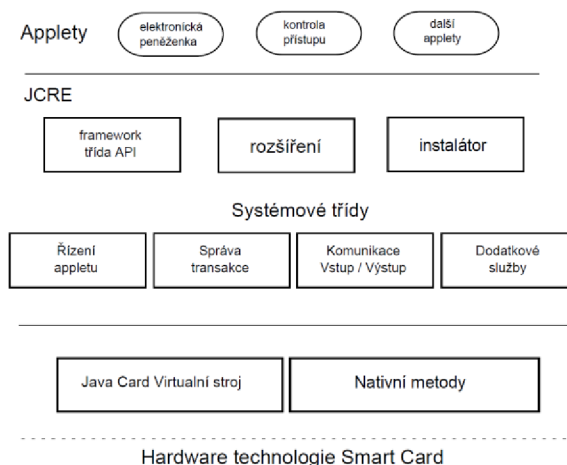 Applety
elektronická
peněženka
kontrola
přístupu
další
applety
JCRE
framework
třída API
rozšíření
instalátor
Systémové třídy
Řízení
appletu
Správa
transakce
Komunikace
Vstup / Výstup
Dodatkové
služby
Java Card Virtualní stroj
Nativní metody
Hardware technologie Smart Card